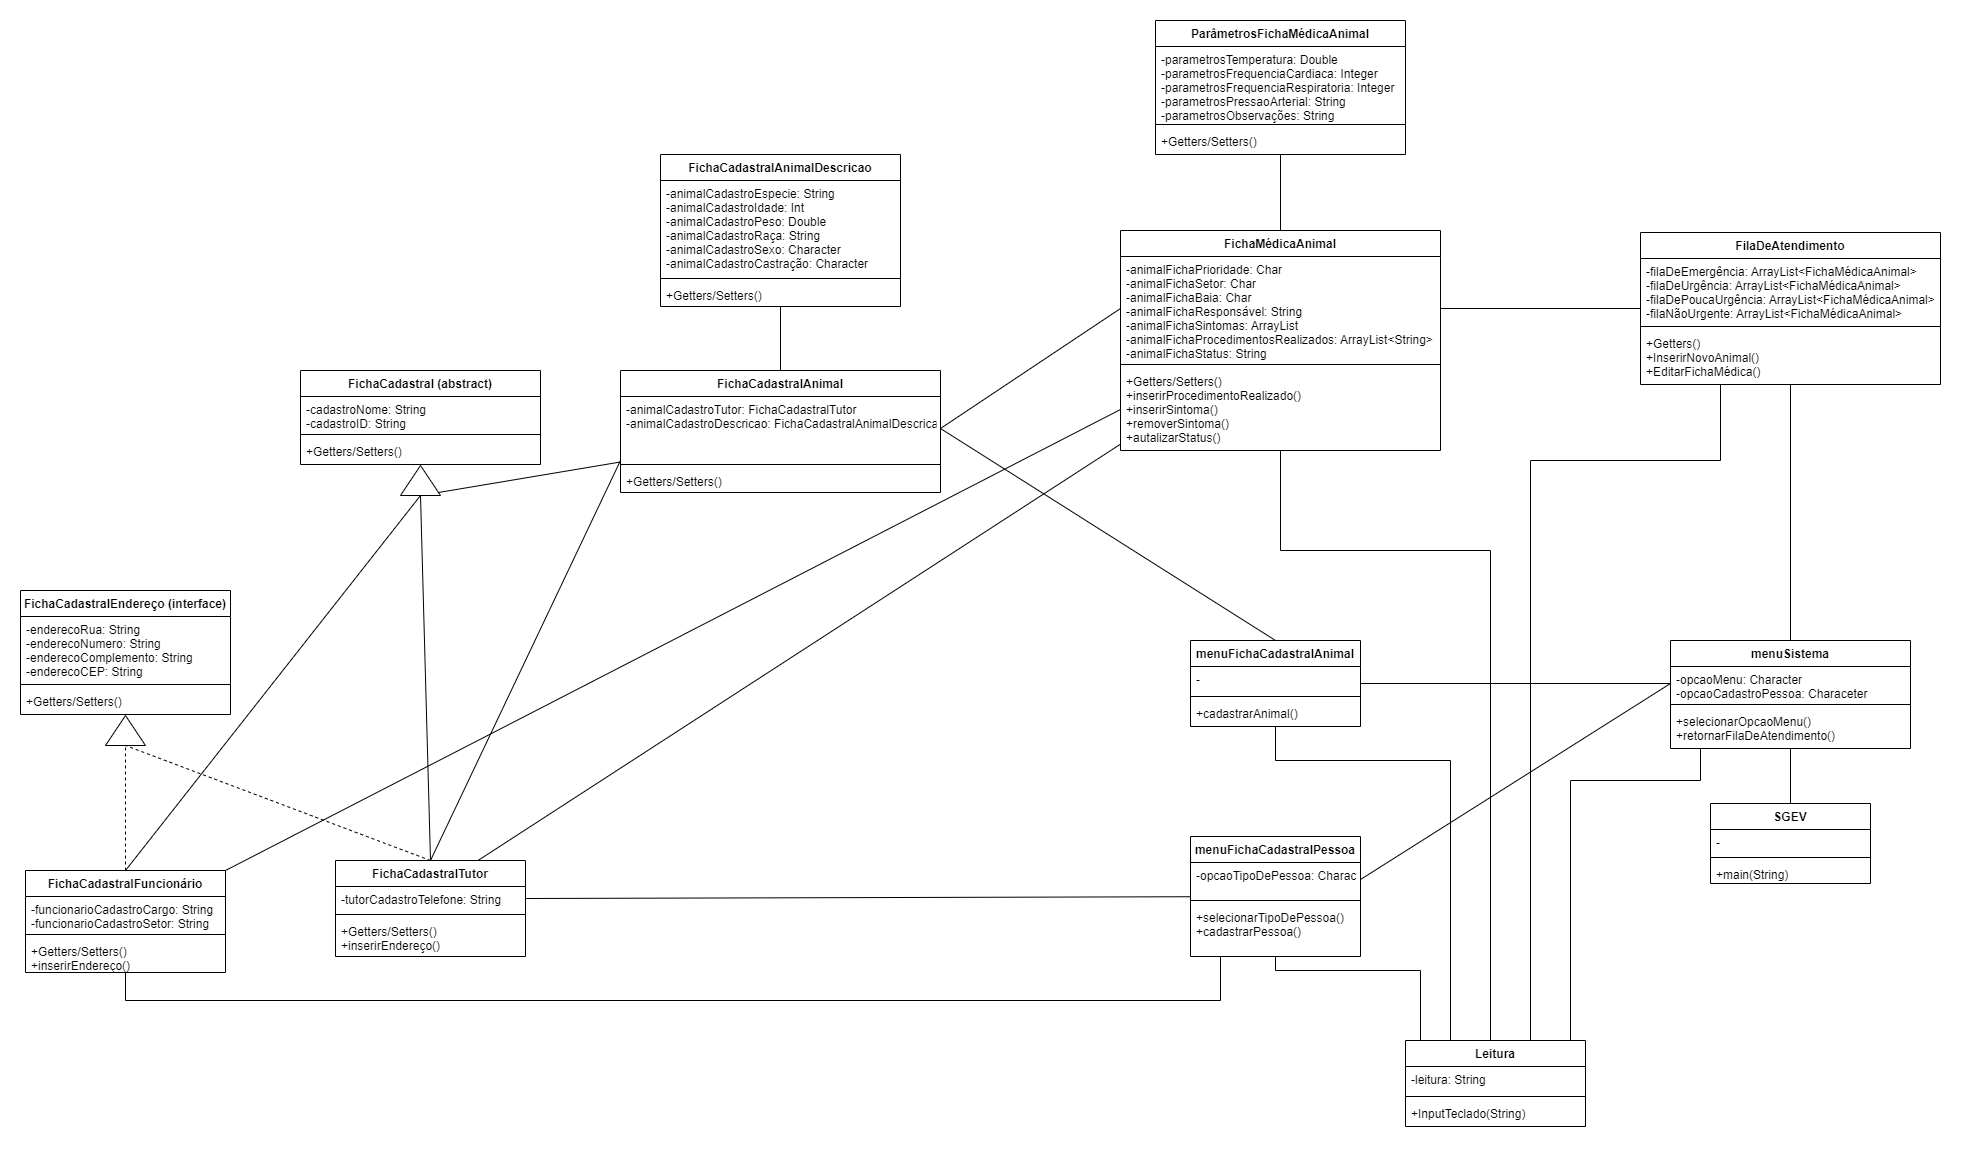 ParâmetrosFichaMédicaAnimal
-parametrosTemperatura: Double
-parametrosFrequenciaCardiaca: Integer
-parametrosFrequenciaRespiratoria: Integer
-parametrosPressaoArterial: String
-parametrosObservações: String
+Getters/Setters()
FichaCadastralAnimalDescricao
-animalCadastroEspecie: String
-animalCadastroIdade: Int
-animalCadastroPeso: Double
-animalCadastroRaça: String
-animalCadastroSexo: Character
-animalCadastroCastração: Character
+Getters/Setters()
FichaMédicaAnimal
-animalFichaPrioridade: Char
-animalFichaSetor: Char
-animalFichaBaia: Char
-animalFichaResponsável: String
-animalFichaSintomas: ArrayList
-animalFichaProcedimentosRealizados: ArrayList<String>
-animalFichaStatus: String
+Getters/Setters()
+inserirProcedimentoRealizado()
+inserirSintoma()
+removerSintoma()
+autalizarStatus()
FilaDeAtendimento
-filaDeEmergência: ArrayList<FichaMédicaAnimal>
-filaDeUrgência: ArrayList<FichaMédicaAnimal>
-filaDePoucaUrgência: ArrayList<FichaMédicaAnimal>
-filaNãoUrgente: ArrayList<FichaMédicaAnimal>
+Getters()
+InserirNovoAnimal()
+EditarFichaMédica()
FichaCadastral (abstract)
-cadastroNome: String
-cadastroID: String
+Getters/Setters()
FichaCadastralAnimal
-animalCadastroTutor: FichaCadastralTutor
-animalCadastroDescricao: FichaCadastralAnimalDescrica
+Getters/Setters()
FichaCadastralEndereço (interface)
-enderecoRua: String
-enderecoNumero: String
-enderecoComplemento: String
-enderecoCEP: String
+Getters/Setters()
menuFichaCadastralAnimal
-
+cadastrarAnimal()
menuSistema
-opcaoMenu: Character
-opcaoCadastroPessoa: Characeter
+selecionarOpcaoMenu()
+retornarFilaDeAtendimento()
SGEV
-
+main(String)
FichaCadastralFuncionário
-funcionarioCadastroCargo: String
-funcionarioCadastroSetor: String
+Getters/Setters()
+inserirEndereço()
FichaCadastralTutor
-tutorCadastroTelefone: String
+Getters/Setters()
+inserirEndereço()
menuFichaCadastralPessoa
-opcaoTipoDePessoa: Charac
+selecionarTipoDePessoa()
+cadastrarPessoa()
Leitura
-leitura: String
+InputTeclado(String)